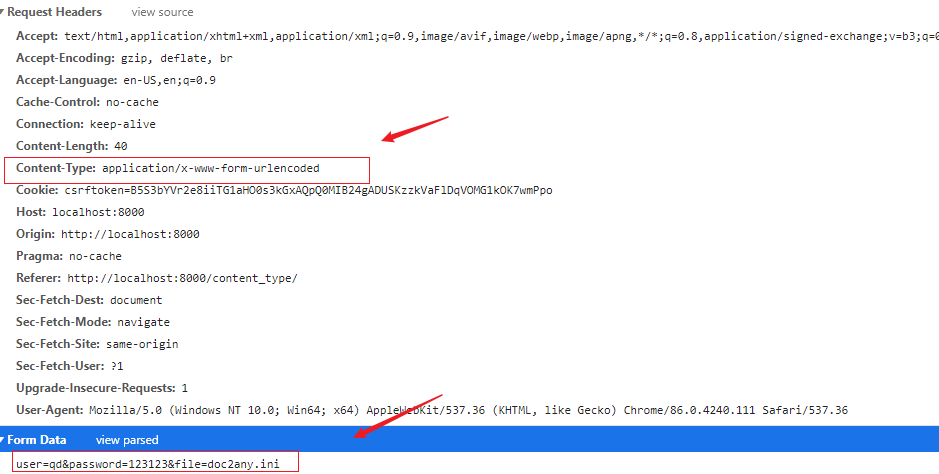 Request Headers view source
Accept: text/html,application/xhtml+xml,application/xml;q=0.9,image/avif,image/webp,image/apng,*/*;q=0.8,application/signed-exchange;v=b3;q=0
Accept-Encoding: gzip, deflate, br
Accept-Language: en-US,en;q=0.9
Cache-Control: no-cache
Connection: keep-alive
Content-Length: 40
Content-Type: application/x-www-form-urlencoded
Cookie: csrftoken=B5S3bYVr2e8iiTG1aHO0s3kGxAQpQ0MIB24gADUSKzzkVaFlDqVOMG1kOK7wmPpo
Host: localhost:8000
Origin: http://localhost:8000
Pragma: no-cache
Referer: http://localhost:8000/content_type/
Sec-Fetch-Dest: document
Sec-Fetch-Mode: navigate
Sec-Fetch-Site: same-origin
Sec-Fetch-User: ?1
Upgrade-Insecure-Requests: 1
User-Agent: Mozilla/5.0 (Windows NT 10.0; Win64; x64) AppleWebKit/537.36 (KHTML, like Gecko) Chrome/86.0.4240.111 Safari/537.36
Form Data view parsed
user=qd&password=123123&file=doc2any.ini